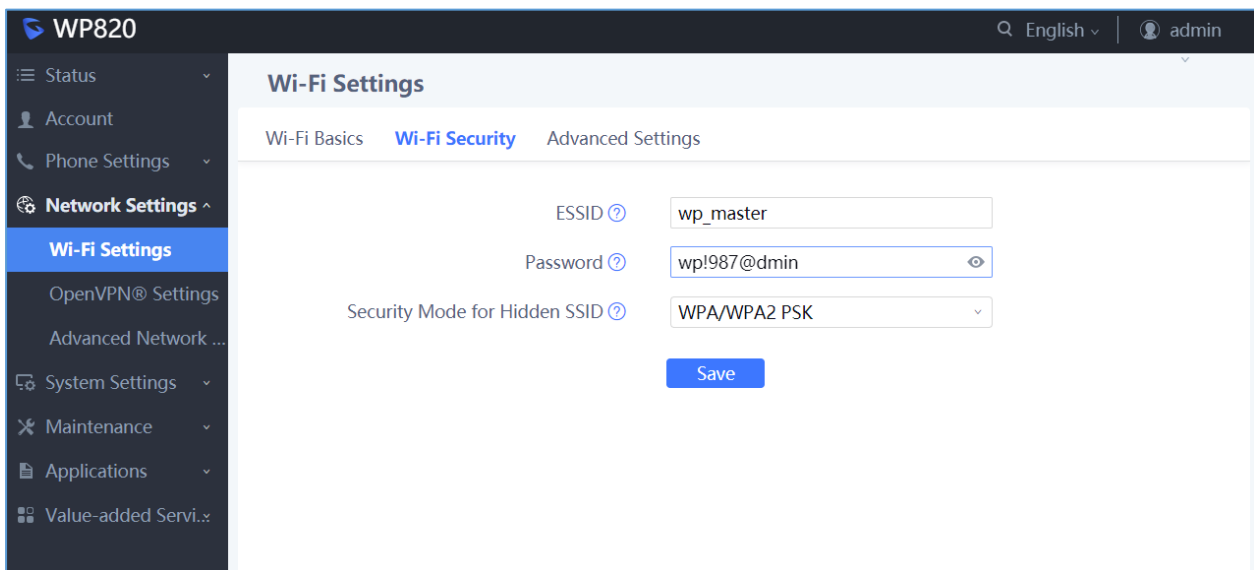 WP820
English
admin
Status
Account
Phone Settings
Network Settings
Wi-Fi Settings
OpenVPN® Settings
Advanced Network ...
System Settings
Maintenance
Applications
Value-added Servi...
Wi-Fi Settings
Wi-Fi Basics Wi-Fi Security Advanced Settings
ESSID ? wp_master
Password ? wp!987@dmin
Security Mode for Hidden SSID ? WPA/WPA2 PSK
Save